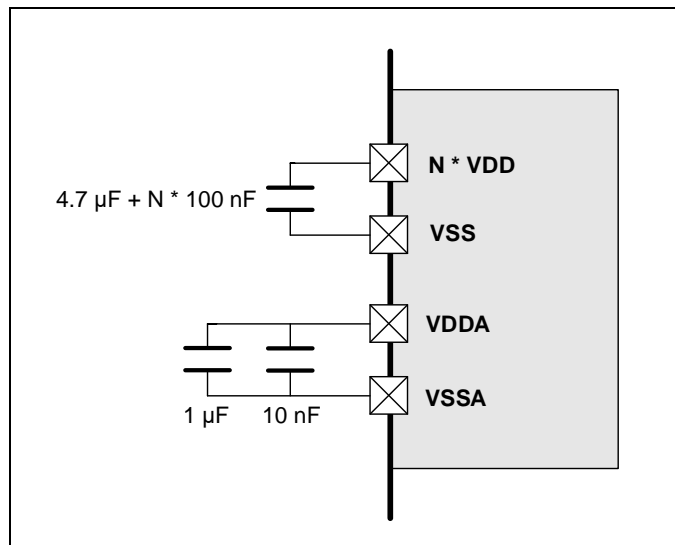 N * VDD
4.7 µF + N * 100 nF
VSS
VDDA
VSSA
1 µF 10 nF